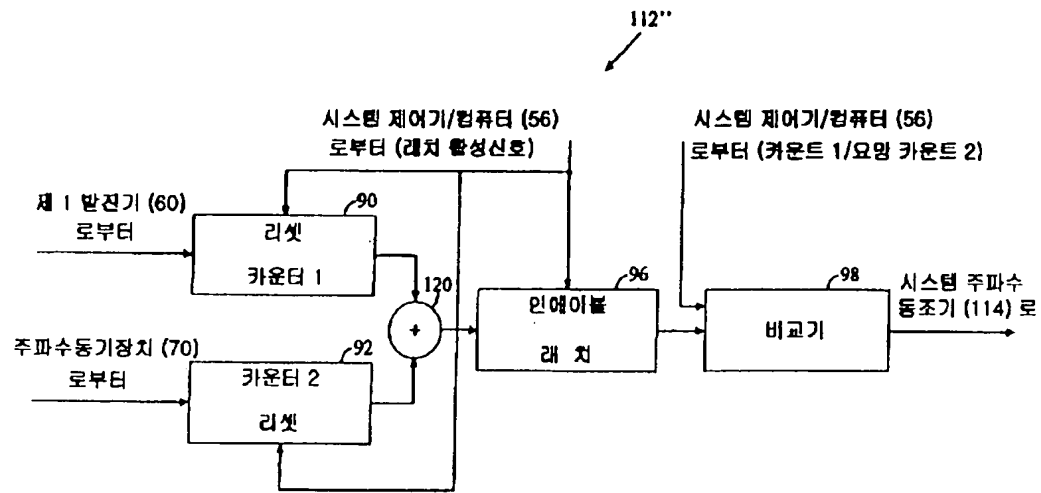 112''
시스템 제어기/컴퓨터 (56)
로부터 (래치 활성신호)
시스템 제어기/컴퓨터 (56)
로부터 (카운트 1/요망 카운트 2)
제 1 발진기 (60)
로부터
90
리셋
카운터 1
120
+
96
인에이블
래 치
98
비교기
시스템 주파수
동조기 (114) 로
주파수동기장치 (70)
로부터
92
카운터 2
리셋